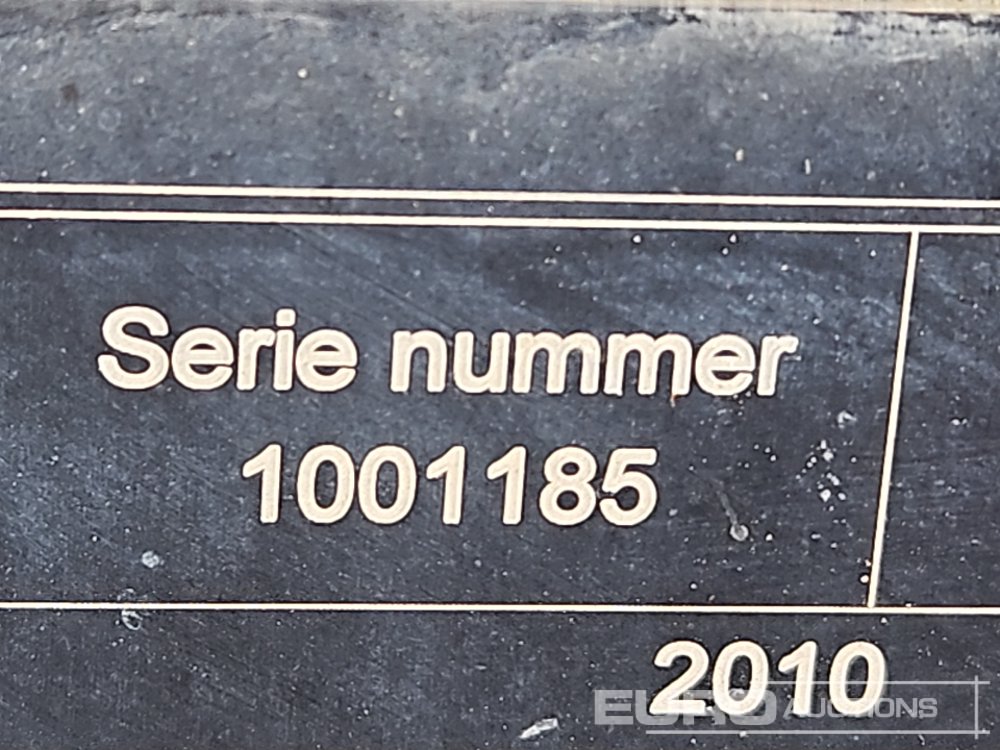 Serie nummer
1001185
2010
EURO AUCTIONS